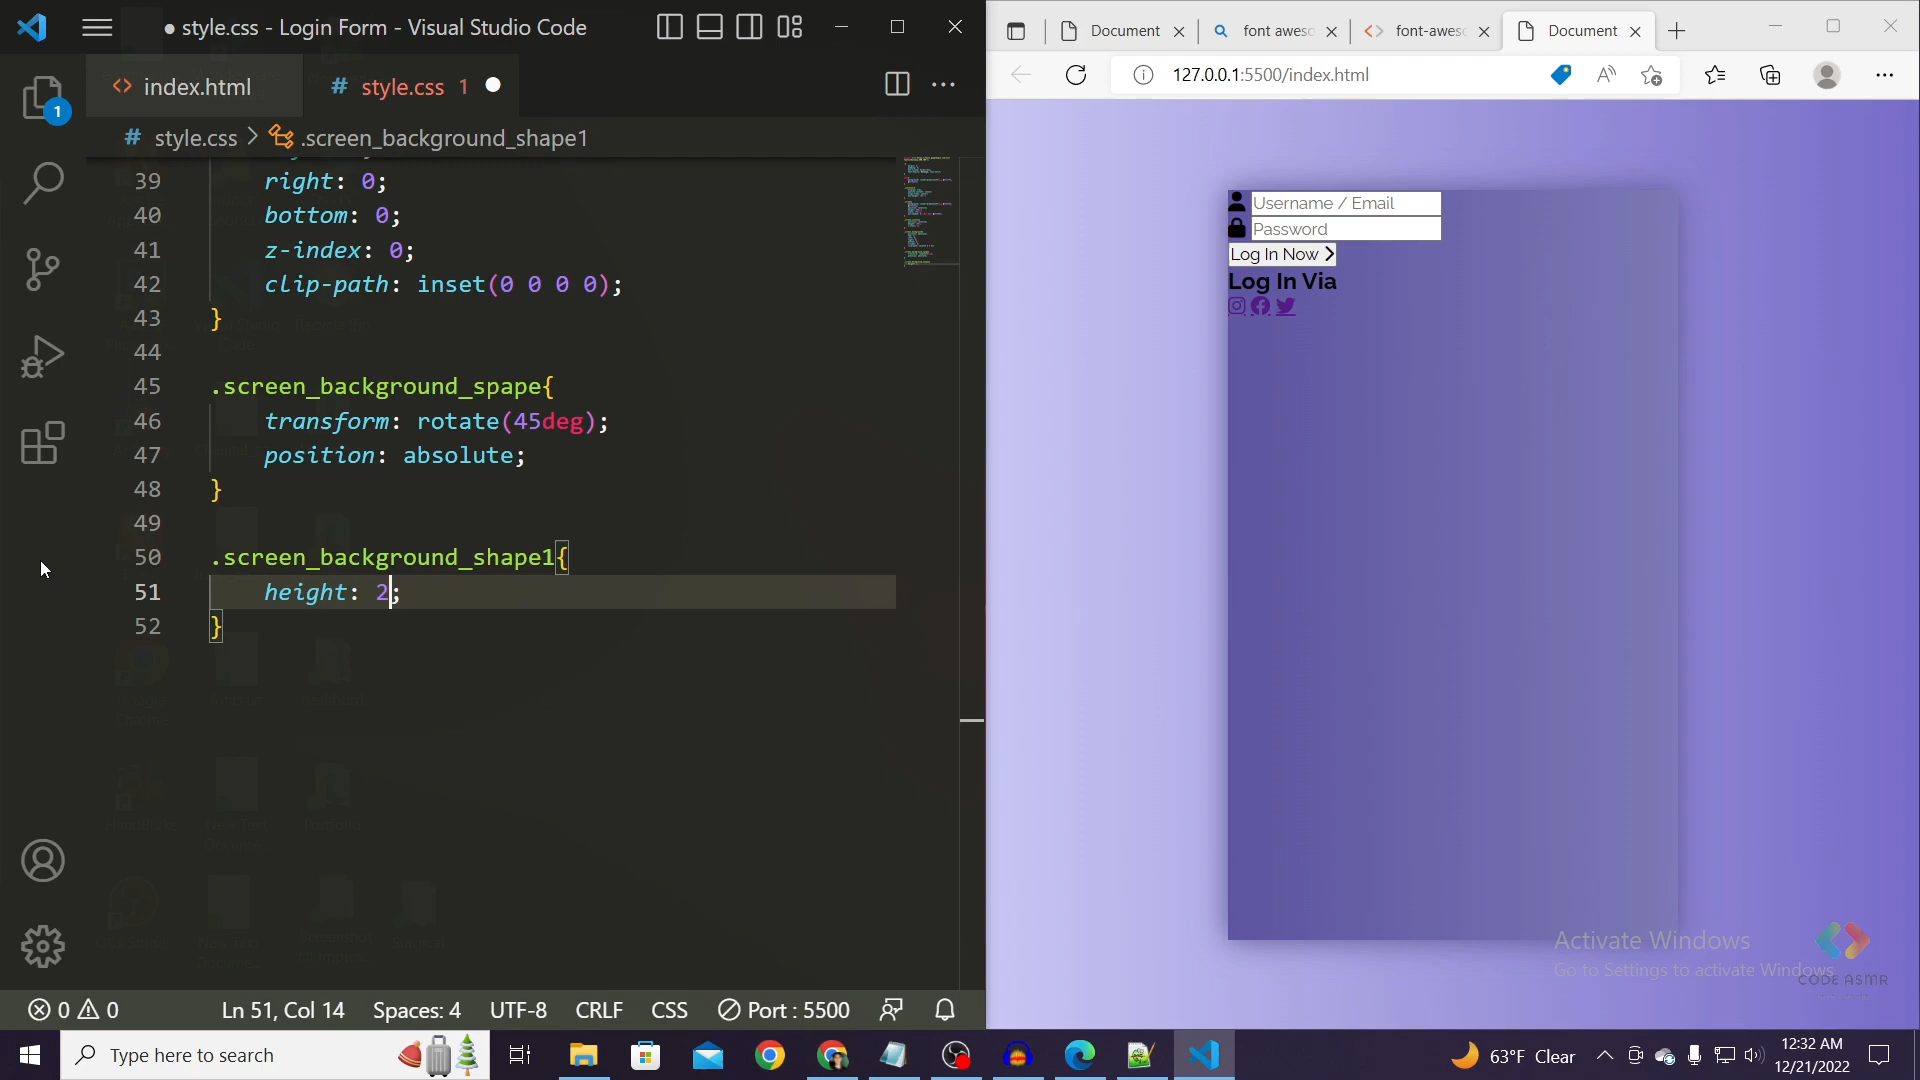 style.css - Login Form - Visual Studio Code
index.html
# style.css 1
# style.css > .screen_background_shape1
39 right: 0;
40 bottom: 0;
41 z-index: 0;
42 clip-path: inset(0 0 0 0);
43 }
44
45 .screen_background_spape{
46 transform: rotate(45deg);
47 position: absolute;
48 }
49
50 .screen_background_shape1{
51 height: 2;
52 }
1
0 0 Ln 51, Col 14 Spaces: 4 UTF-8 CRLF CSS Port : 5500
Document font aweso font-aweso Document
127.0.0.1:5500/index.html
Username / Email
Password
Log In Now
Log In Via
Activate Windows
Go to Settings to activate Windows.
CODE ASMR
Type here to search
63°F Clear
12:32 AM
12/21/2022